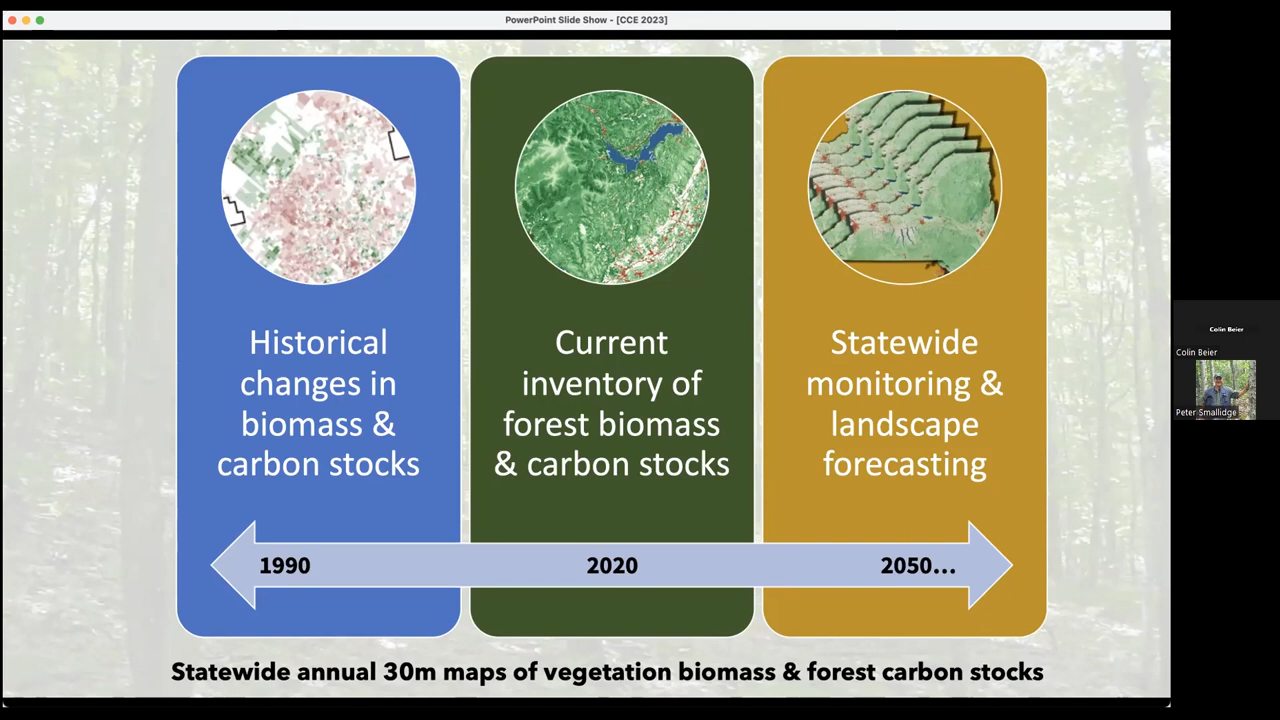 PowerPoint Slide Show - [CCE 2023]
Historical
changes in
biomass &
carbon stocks
Current
inventory of
forest biomass
& carbon stocks
Statewide
monitoring &
landscape
forecasting
1990
2020
2050...
Statewide annual 30m maps of vegetation biomass & forest carbon stocks
Colin Beier
Colin Beier
Peter Smallidge